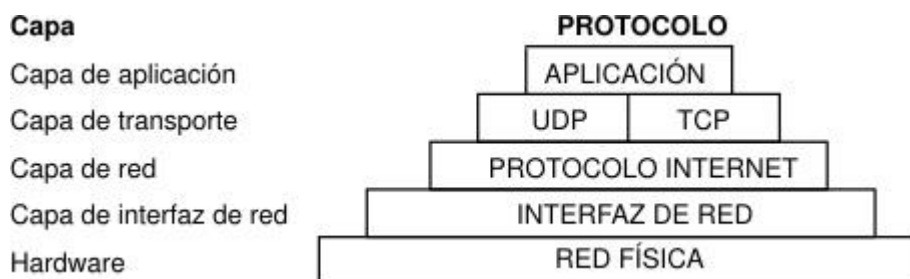 Capa PROTOCOLO
Capa de aplicación APLICACIÓN
Capa de transporte UDP TCP
Capa de red PROTOCOLO INTERNET
Capa de interfaz de red INTERFAZ DE RED
Hardware RED FÍSICA